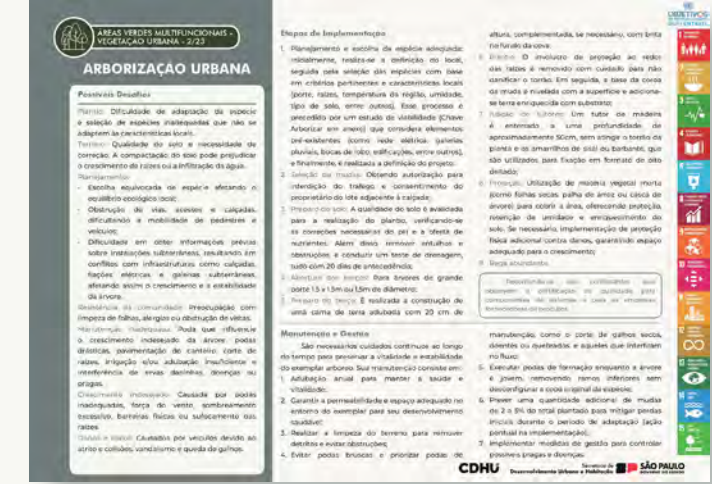 ÁREAS VERDES MULTIFUNCIONAIS -
VEGETAÇÃO URBANA - 2/23
ARBORIZAÇÃO URBANA
Possíveis Desafios
Plantio: Dificuldade de adaptação da espécie
e seleção de espécies inadequadas que não se
adaptem às características locais.
Terreno: Qualidade do solo e necessidade de
correção. A compactação do solo pode prejudicar
o crescimento da raízes ou a infiltração da água.
Planejamento:
- Escolha equivocada de espécie afetando o
equilíbrio ecológico local;
- Obstrução de vias, acessos e calçadas,
dificultando a mobilidade de pedestres e
veículos;
- Dificuldade em obter informações prévias
sobre instalações subterrâneas, resultando em
conflitos com infraestruturas como calçadas,
fiações elétricas e galerias subterrâneas,
afetando assim o crescimento e a estabilidade
da árvore.
Resistência da comunidade: Preocupação com
limpeza de folhas, alergias ou obstrução de vistas.
Manutenção inadequada: Poda que influencie
o crescimento indesejado da árvore, podas
drásticas, pavimentação do canteiro, corte de
raízes, irrigação e/ou adubação insuficiente e
interferência de ervas daninhas, doenças ou
pragas.
Crescimento indesejado: Causada por podas
inadequadas, força do vento, sombreamento
excessivo, barreiras físicas ou sufocamento das
raízes.
Danos e riscos: Causados por veículos devido ao
atrito e colisões, vandalismo e queda de galhos.
Etapas de Implementação
1. Planejamento e escolha da espécie adequada:
Inicialmente, realiza-se a definição do local,
seguida pela seleção das espécies com base
em critérios pertinentes e características locais
(porte, raízes, temperatura da região, umidade,
tipo de solo, entre outros). Esse processo é
precedido por um estudo de viabilidade (Chave
Arborizar em anexo) que considera elementos
pré-existentes (como rede elétrica, galerias
pluviais, bocas de lobo, edificações, entre outros),
e finalmente, é realizada a definição do projeto;
2. Seleção da mudas: Obtendo autorização para
interdição do tráfego e consentimento do
proprietário do lote adjacente à calçada;
3. Preparo do solo: A qualidade do solo é avaliada
para a realização do plantio, verificando-se
as correções necessárias do pH e a oferta de
nutrientes. Além disso, remover entulhos e
obstruções, e conduzir um teste de drenagem,
tudo com 20 dias de antecedência;
4. Abertura dos berços: Para árvores de grande
porte 1,5 x 1,5m ou 1,5m de diâmetro;
5. Preparo do berço: É realizada a construção de
uma cama de terra adubada com 20 cm de
altura, complementada, se necessário, com brita
no fundo da cova;
6. Plantio: O invólucro de proteção ao redor
das raízes é removido com cuidado para não
danificar o torrão. Em seguida, a base da coroa
da muda é nivelada com a superfície e adiciona-
se terra enriquecida com substrato;
7. Fixação de tutores: Um tutor de madeira
é enterrado a uma profundidade de
aproximadamente 50cm, sem atingir o torrão da
planta e os amarrilhos de sisal ou barbante, que
são utilizados para fixação em formato de oito
deitado;
8. Proteção: Utilização de matéria vegetal morta
(como folhas secas, palha de arroz ou casca de
árvore) para cobrir a área, oferecendo proteção,
retenção de umidade e enriquecimento do
solo. Se necessário, implementação de proteção
física adicional contra danos, garantindo espaço
adequado para o crescimento;
9. Rega abundante.
Manutenção e Gestão
São necessários cuidados contínuos ao longo
do tempo para preservar a vitalidade e estabilidade
do exemplar arbóreo. Sua manutenção consiste em:
1. Adubação anual para manter a saúde e
vitalidade;
2. Garantir a permeabilidade e espaço adequado no
entorno do exemplar para seu desenvolvimento
saudável;
3. Realizar a limpeza do terreno para remover
detritos e evitar obstruções;
4. Evitar podas bruscas e priorizar podas de
manutenção, como o corte de galhos secos,
doentes ou quebrados e aqueles que interfiram
no fluxo;
5. Executar podas de formação enquanto a árvore
é jovem, removendo ramos inferiores sem
desconfigurar a copa original da espécie;
6. Prever uma quantidade adicional de mudas
de 2 a 5% do total plantado para mitigar perdas
iniciais durante o período de adaptação (ação
pontual na implementação);
7. Implementar medidas de gestão para controlar
possíveis pragas e doenças.
CDHU
Secretaria de
Desenvolvimento Urbano e Habitação
SÃO PAULO
GOVERNO DO ESTADO
OBJETIVOS